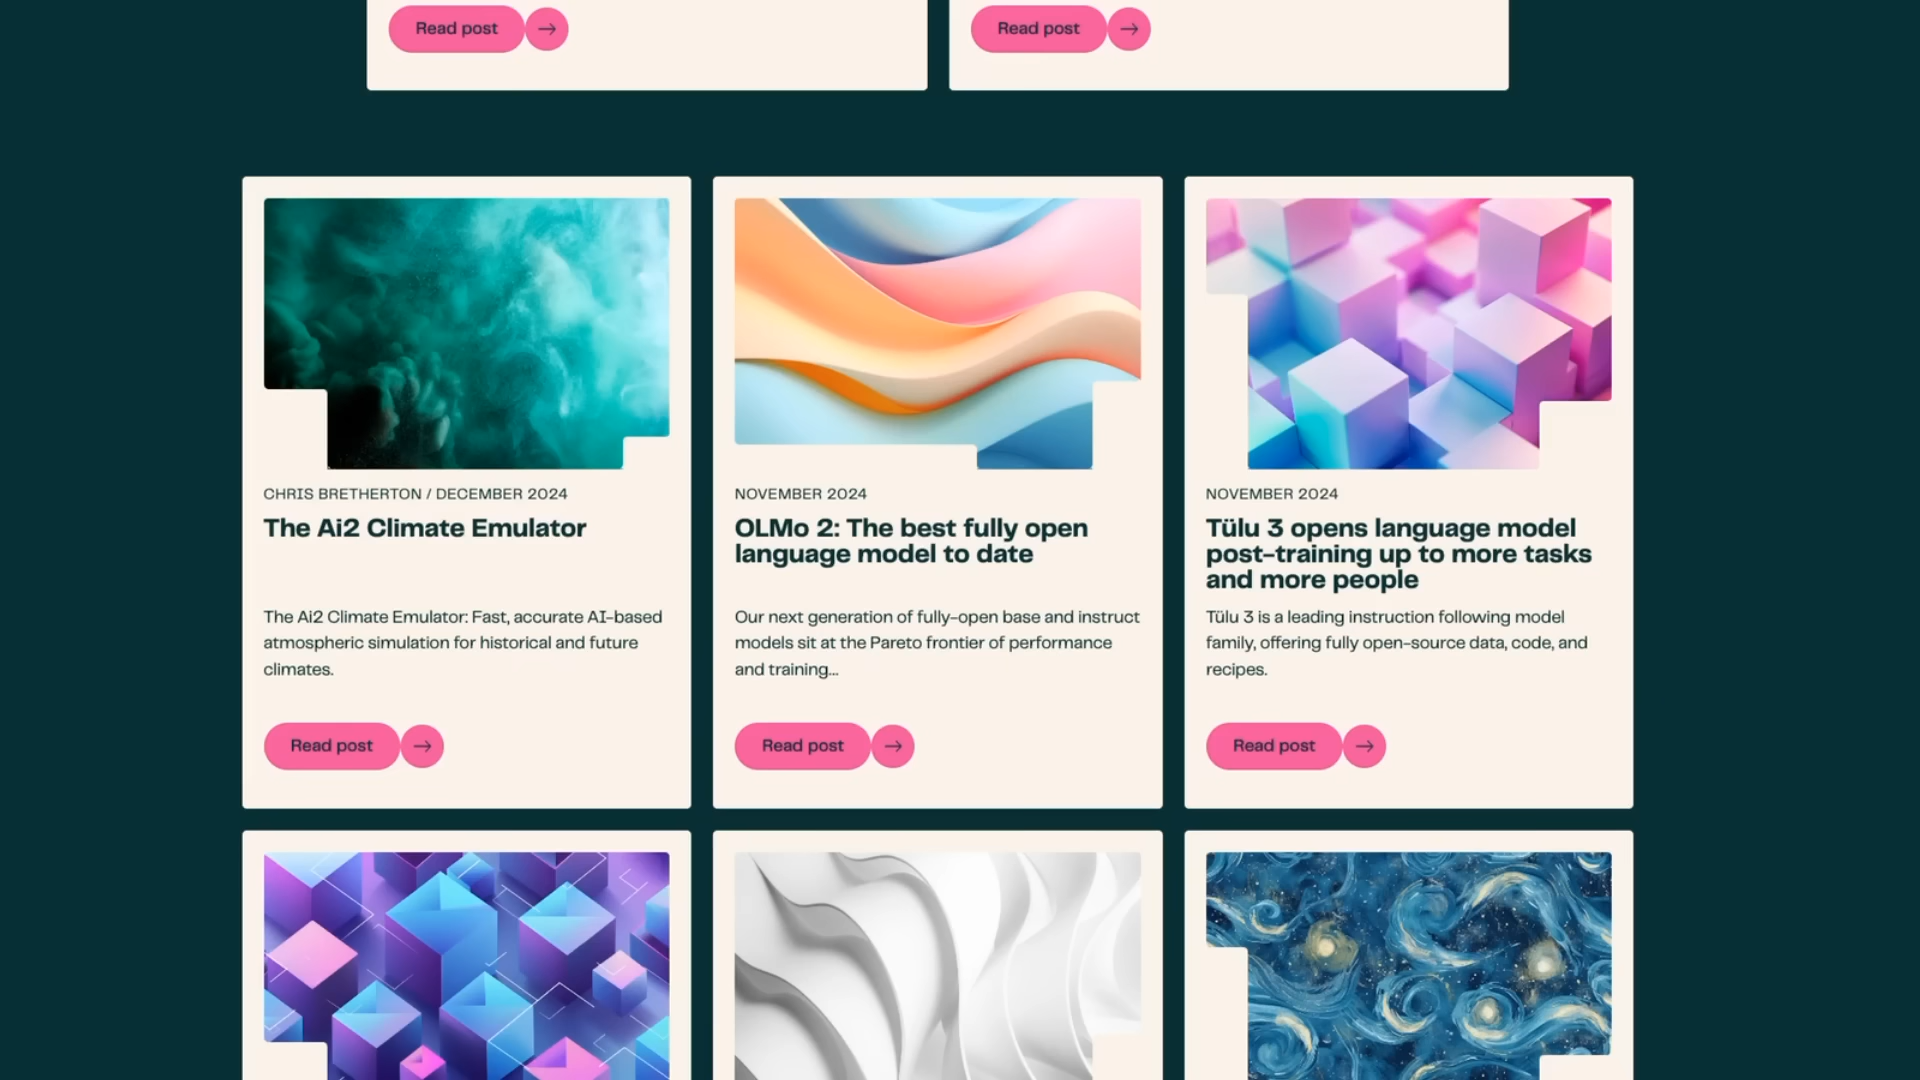 Read post
Read post
CHRIS BRETHERTON / DECEMBER 2024
The Ai2 Climate Emulator
The Ai2 Climate Emulator: Fast, accurate AI-based
atmospheric simulation for historical and future
climates.
Read post
NOVEMBER 2024
OLMo 2: The best fully open
language model to date
Our next generation of fully-open base and instruct
models sit at the Pareto frontier of performance
and training...
Read post
NOVEMBER 2024
Tülu 3 opens language model
post-training up to more tasks
and more people
Tülu 3 is a leading instruction following model
family, offering fully open-source data, code, and
recipes.
Read post